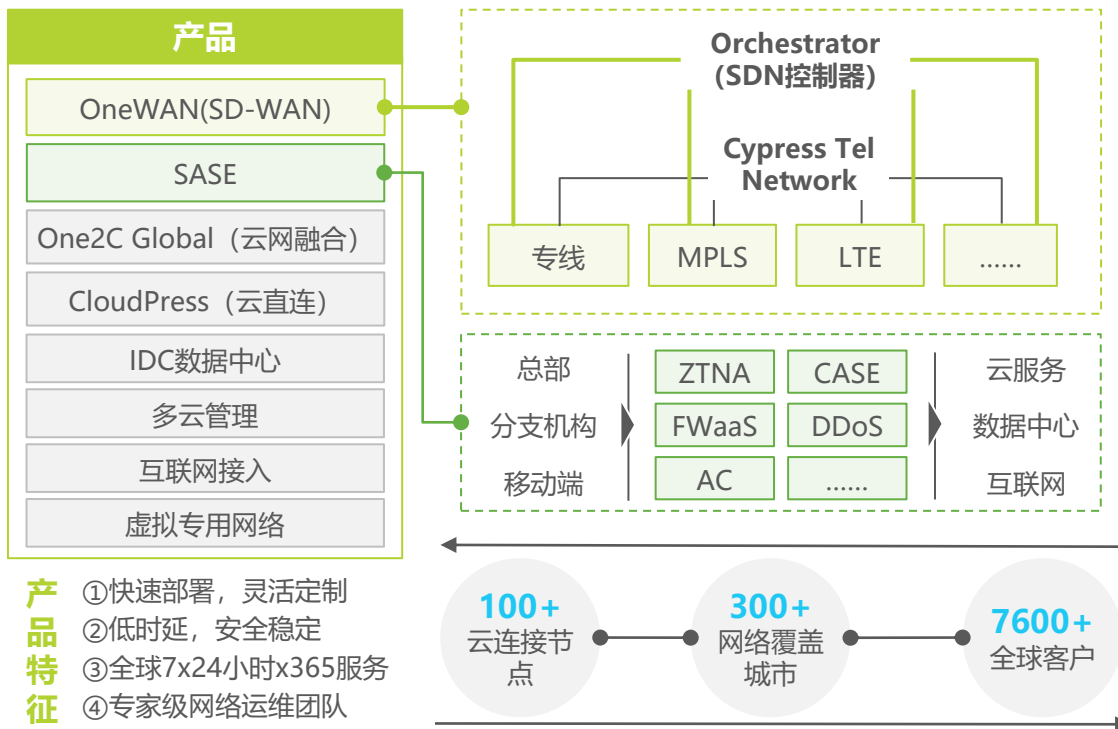 产品
OneWAN(SD-WAN)
SASE
One2C Global（云网融合）
CloudPress（云直连）
IDC数据中心
多云管理
互联网接入
虚拟专用网络
Orchestrator
(SDN控制器)
Cypress Tel
Network
专线
MPLS
LTE
......
总部
分支机构
移动端
ZTNA
CASE
FWaaS
DDoS
AC
......
云服务
数据中心
互联网
产品特征
①快速部署，灵活定制
②低时延，安全稳定
③全球7x24小时x365服务
④专家级网络运维团队
100+
云连接节
点
300+
网络覆盖
城市
7600+
全球客户